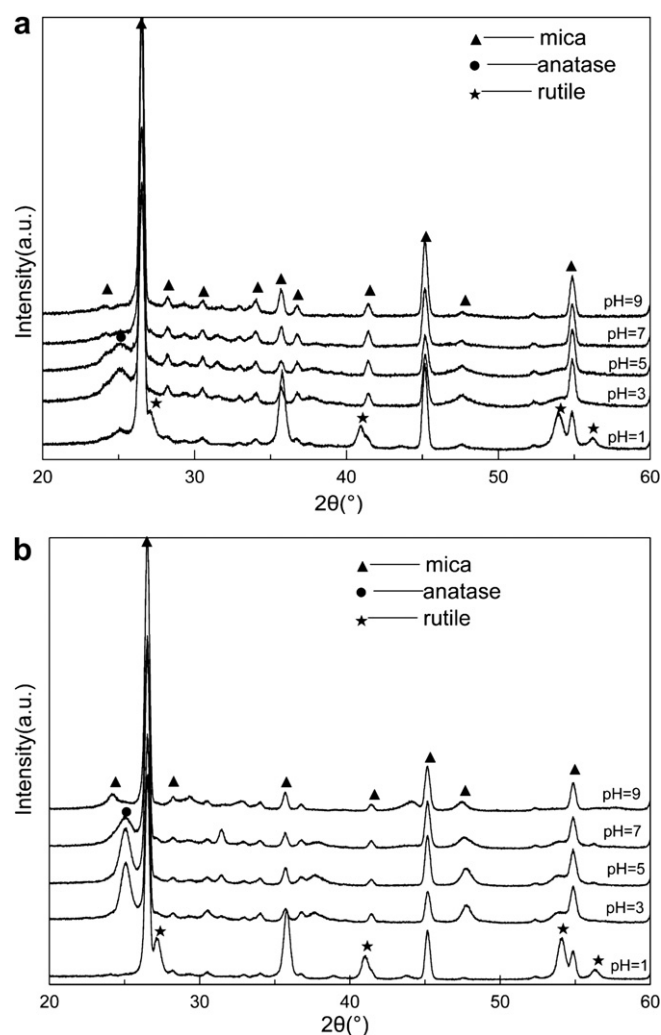 a
▲—— mica
●——anatase
★—— rutile
Intensity(a.u.)
pH=9
pH=7
pH=5
pH=3
pH=1
20 30 40 50 60
2θ(°)
b
▲—— mica
●——anatase
★—— rutile
Intensity(a.u.)
pH=9
pH=7
pH=5
pH=3
pH=1
20 30 40 50 60
2θ(°)